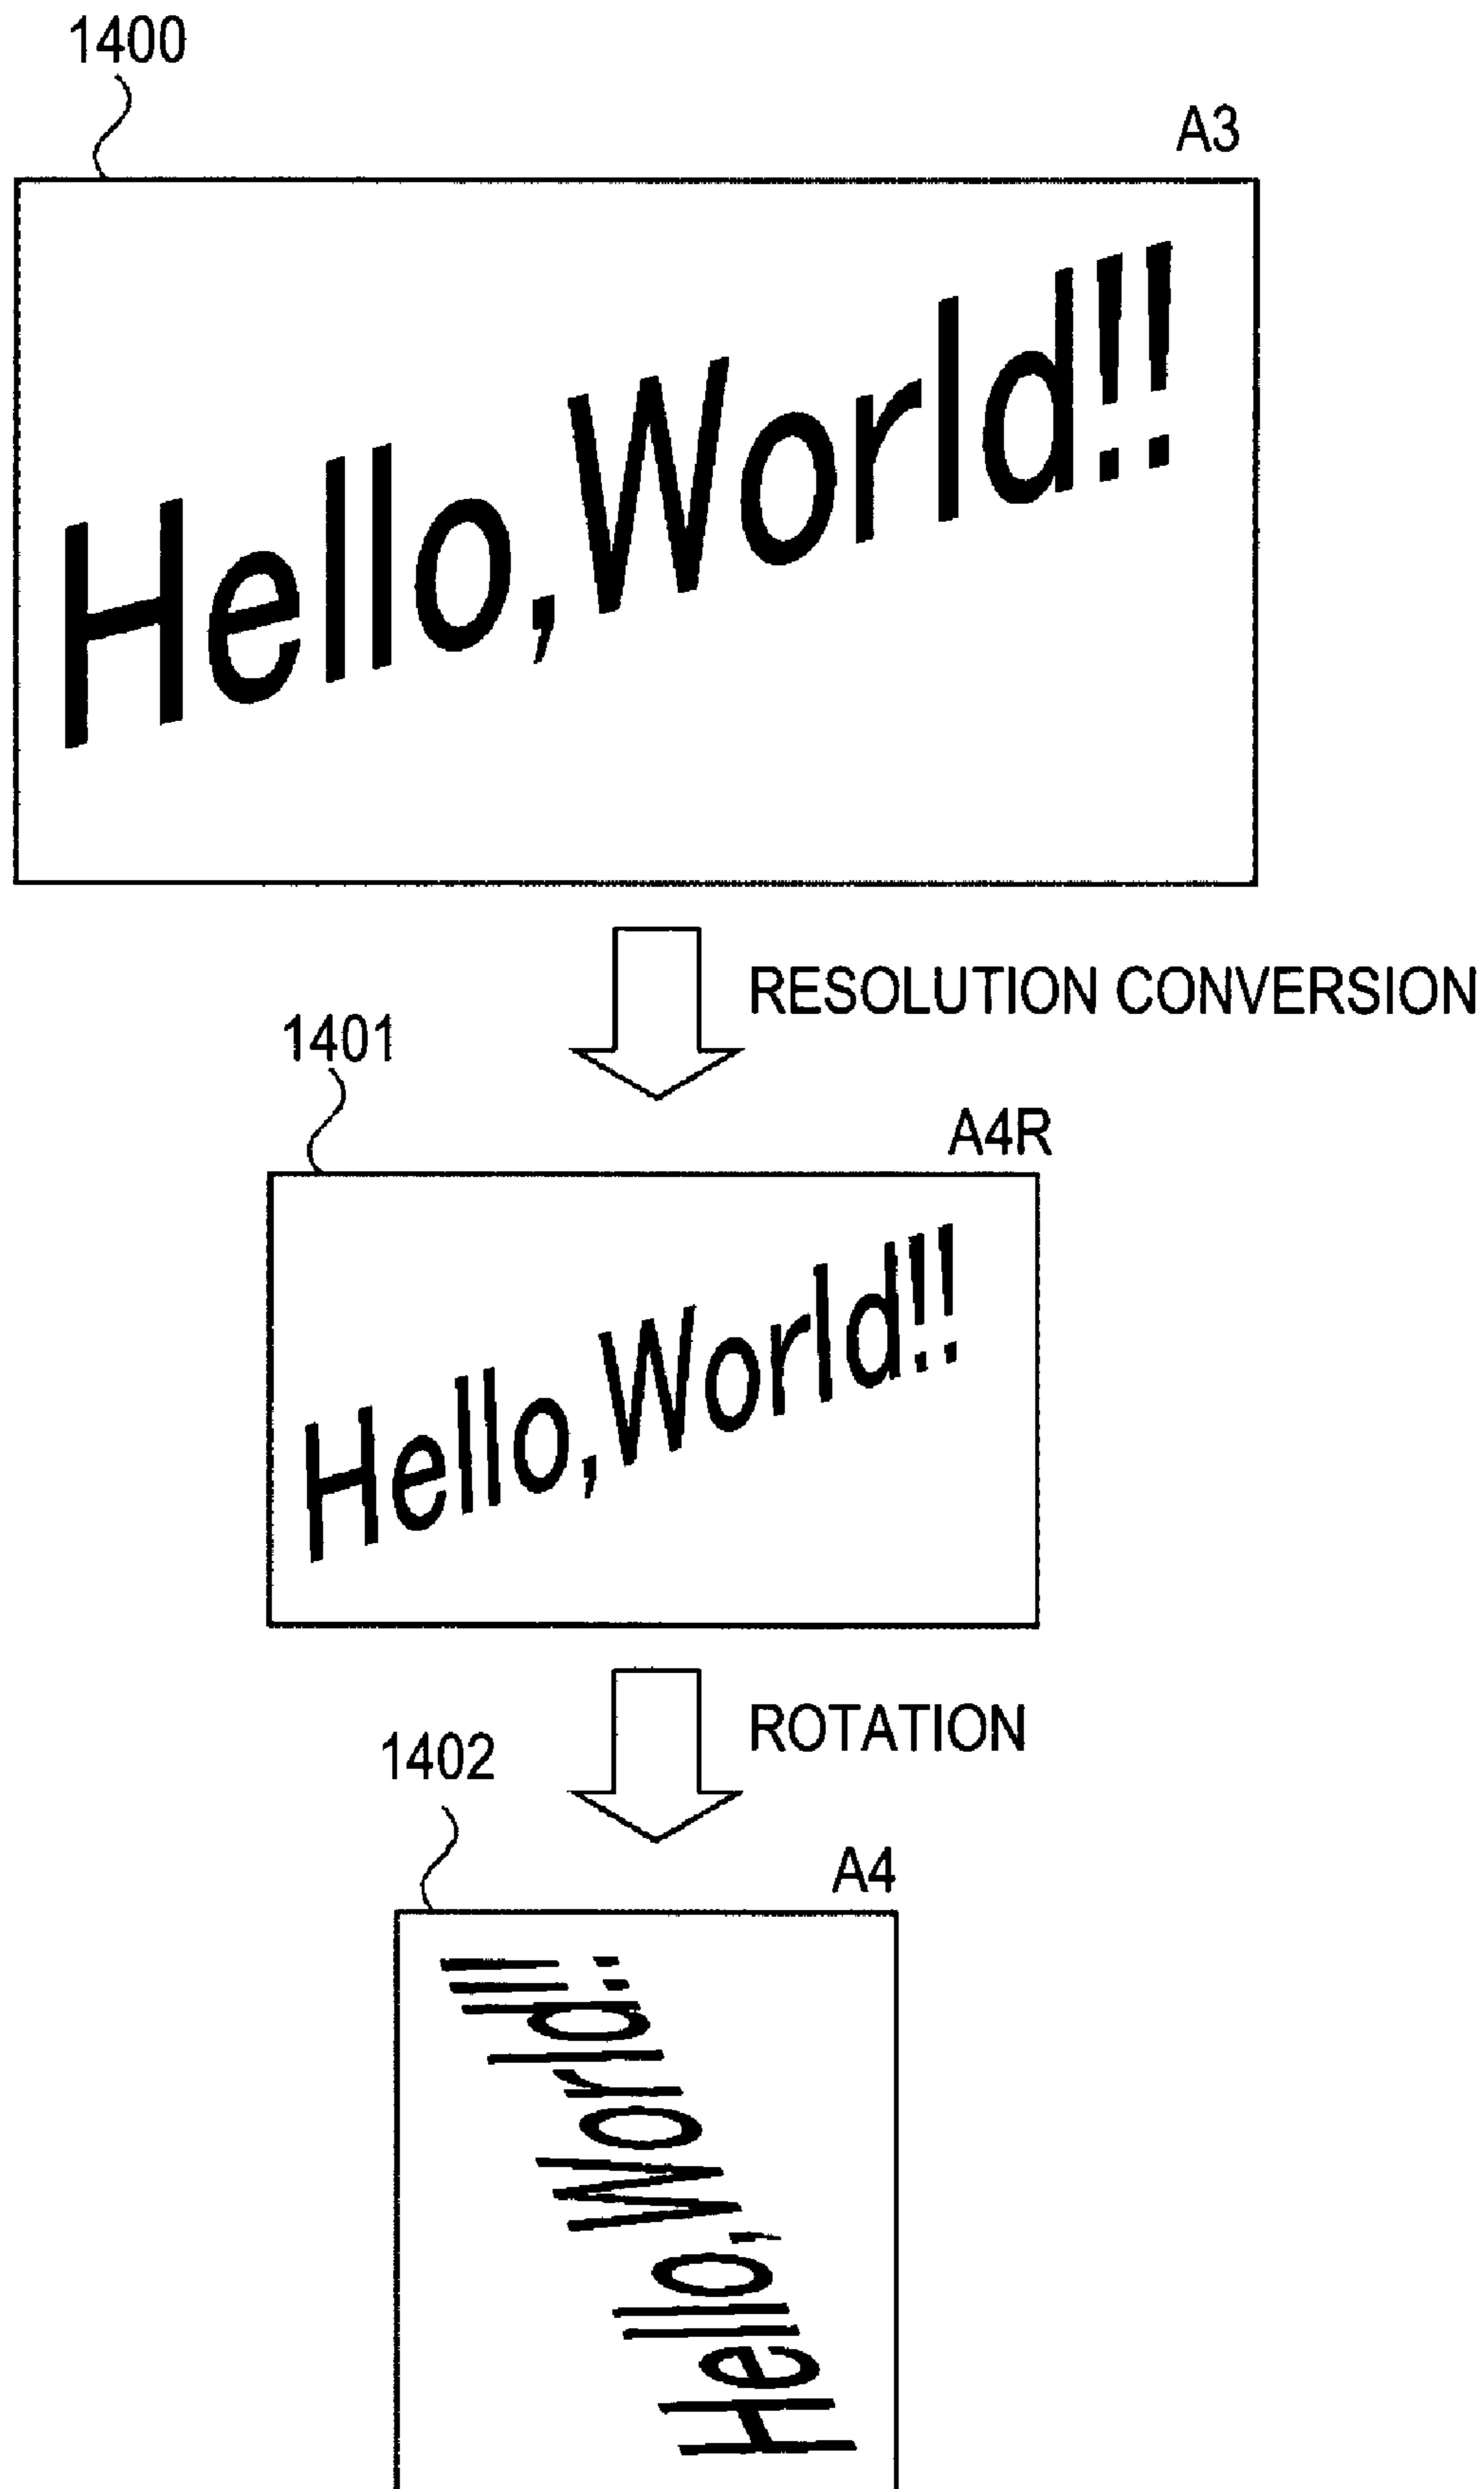 1400
A3
Hello,World!!
RESOLUTION CONVERSION
1401
A4R
Hello,World!!
ROTATION
1402
A4
Hello,World!!